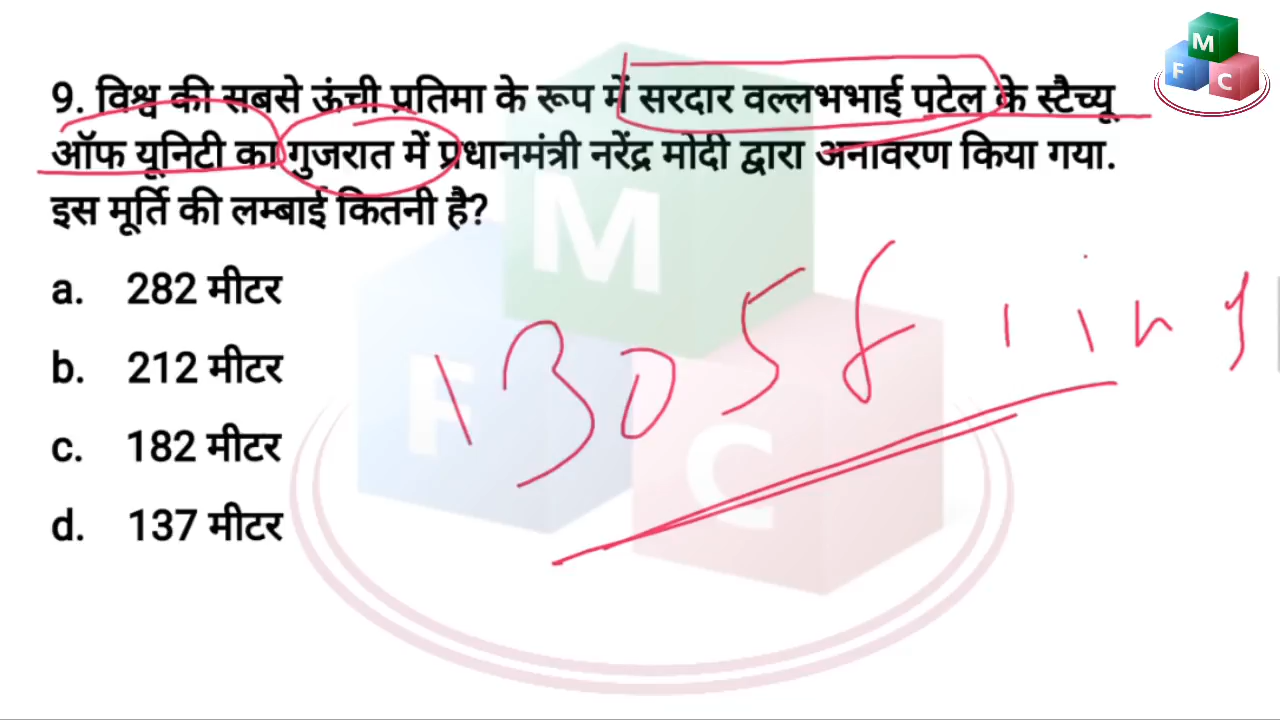 9. विश्व की सबसे ऊंची प्रतिमा के रूप में सरदार वल्लभभाई पटेल के स्टैच्यू
ऑफ यूनिटी का गुजरात में प्रधानमंत्री नरेंद्र मोदी द्वारा अनावरण किया गया.
इस मूर्ति की लम्बाई कितनी है?
a. 282 मीटर
b. 212 मीटर
c. 182 मीटर
d. 137 मीटर
M
F
C
M
F
C